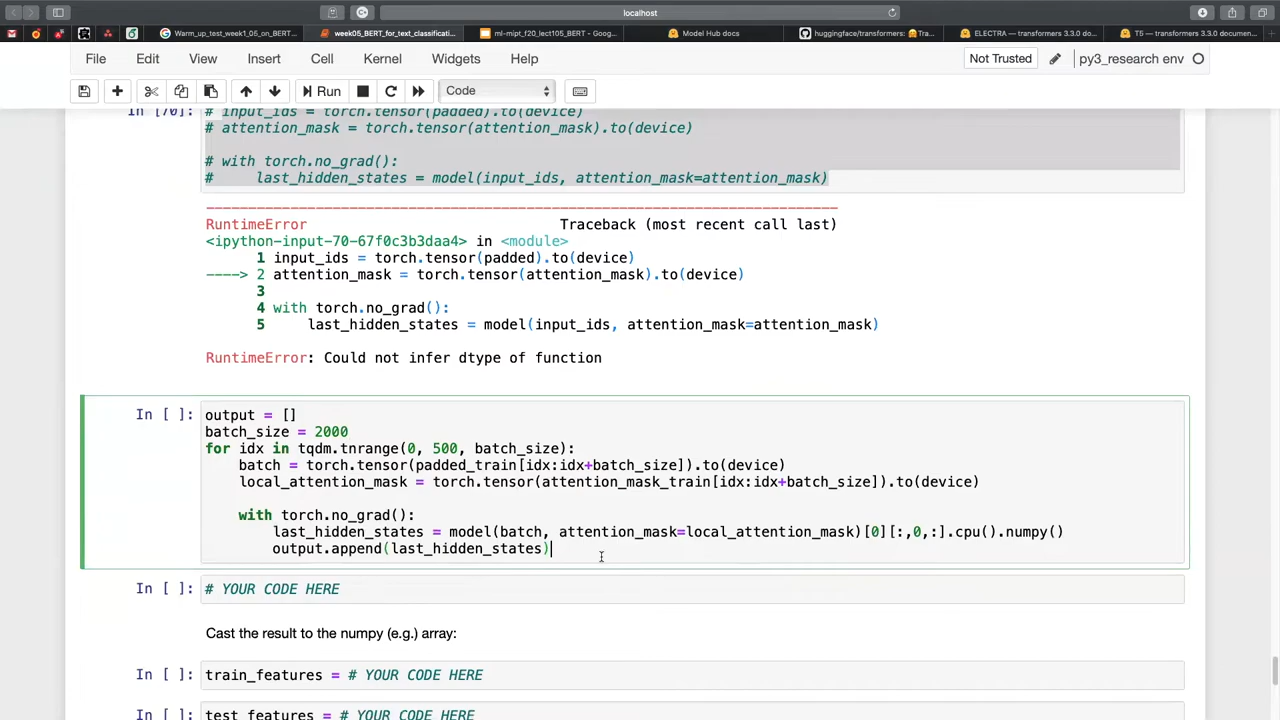 localhost
Warm_up_test_week1_05_on_BERT...
week05_BERT_for_text_classificati...
ml-mipt_f20_lect105_BERT - Goog...
Model Hub docs
huggingface/transformers: 🤗Tra...
ELECTRA — transformers 3.3.0 do...
T5 — transformers 3.3.0 documen...
File Edit View Insert Cell Kernel Widgets Help
Not Trusted
py3_research env
Run
Code
In [70]:
# input_ids = torch.tensor(padded).to(device)
# attention_mask = torch.tensor(attention_mask).to(device)
# with torch.no_grad():
#     last_hidden_states = model(input_ids, attention_mask=attention_mask)
RuntimeError                              Traceback (most recent call last)
<ipython-input-70-67f0c3b3daa4> in <module>
      1 input_ids = torch.tensor(padded).to(device)
----> 2 attention_mask = torch.tensor(attention_mask).to(device)
      3
      4 with torch.no_grad():
      5     last_hidden_states = model(input_ids, attention_mask=attention_mask)
RuntimeError: Could not infer dtype of function
In [ ]:
output = []
batch_size = 2000
for idx in tqdm.tnrange(0, 500, batch_size):
    batch = torch.tensor(padded_train[idx:idx+batch_size]).to(device)
    local_attention_mask = torch.tensor(attention_mask_train[idx:idx+batch_size]).to(device)
    with torch.no_grad():
        last_hidden_states = model(batch, attention_mask=local_attention_mask)[0][:,0,:].cpu().numpy()
        output.append(last_hidden_states)
In [ ]: # YOUR CODE HERE
Cast the result to the numpy (e.g.) array:
In [ ]: train_features = # YOUR CODE HERE
In [ ]: test_features = # YOUR CODE HERE